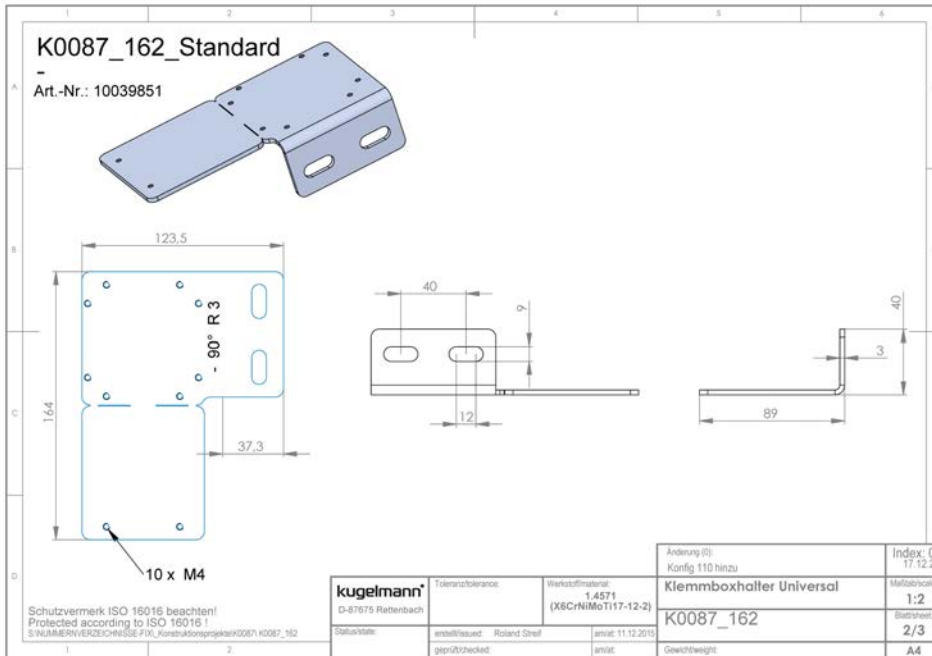 1 2 3 4 5 6
K0087_162_Standard
-
Art.-Nr.: 10039851
A
B
C
D
123,5
164
- 90° R 3
37,3
10 x M4
40
9
12
40
3
89
Schutzvermerk ISO 16016 beachten!
Protected according to ISO 16016 !
S:\NUMMERNVERZEICHNISSE-FIX\_Konstruktionsprojekte\K0087\ K0087_162
1 2
kugelmann
D-87675 Rettenbach
Toleranz/tolerance:
Werkstoff/material:
1.4571
(X6CrNiMoTi17-12-2)
Status/state:
erstellt/issued: Roland Streif
am/at: 11.12.2015
geprüft/checked:
am/at:
Änderung (0):
Konfig 110 hinzu
Index:
17.12.2
Klemmboxhalter Universal
Maßstab/scale
1:2
K0087_162
Blatt/sheet
2/3
Gewicht/weight:
A4